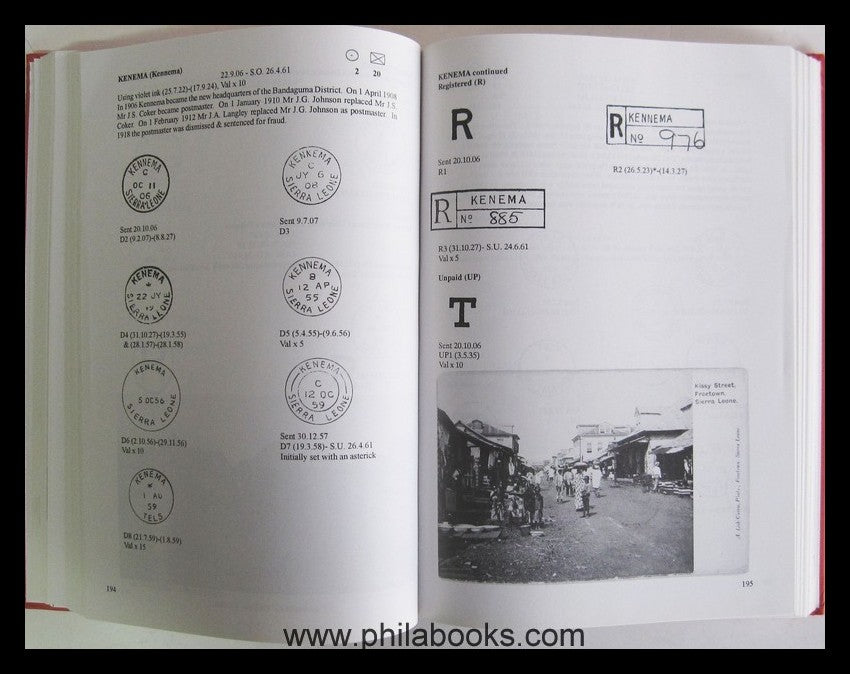 KENEMA (Kennema) 22.9.06 - S.O. 26.4.61 2 20
Using violet ink (25.7.22)-(17.9.24), Val x 10
In 1906 Kennema became the new headquarters of the Bandaguma District. On 1 April 1908
Mr J.S. Coker became postmaster. On 1 January 1910 Mr J.G. Johnson replaced Mr J.S.
Coker. On 1 February 1912 Mr J.A. Langley replaced Mr J.G. Johnson as postmaster. In
1918 the postmaster was dismissed & sentenced for fraud.
KENNEMA
C
OC 11
06
SIERRA LEONE
Sent 20.10.06
D2 (9.2.07)-(8.8.27)
KENNEMA
C
JY 6
08
SIERRA LEONE
Sent 9.7.07
D3
KENEMA
*
22 JY
SIERRA LEONE
D4 (31.10.27)-(19.3.55)
& (28.1.57)-(28.1.58)
KENNEMA
B
12 AP
55
SIERRA LEONE
D5 (5.4.55)-(9.6.56)
Val x 5
KENEMA
5 OC 56
SIERRA LEONE
D6 (2.10.56)-(29.11.56)
Val x 10
KENEMA
C
12 OC
59
SIERRA LEONE
Sent 30.12.57
D7 (19.3.58)- S.U. 26.4.61
Initially set with an asterick
KENEMA
*
1 AU
59
TELS
D8 (21.7.59)-(1.8.59)
Val x 15
194
KENEMA continued
Registered (R)
R
Sent 20.10.06
R1
R KENNEMA
No 976
R2 (26.5.23)*-(14.3.27)
R KENEMA
No 885
R3 (31.10.27)- S.U. 24.6.61
Val x 5
Unpaid (UP)
T
Sent 20.10.06
UP1 (3.5.35)
Val x 10
Kissy Street,
Freetown.
Sierra Leone.
195
www.philabooks.com